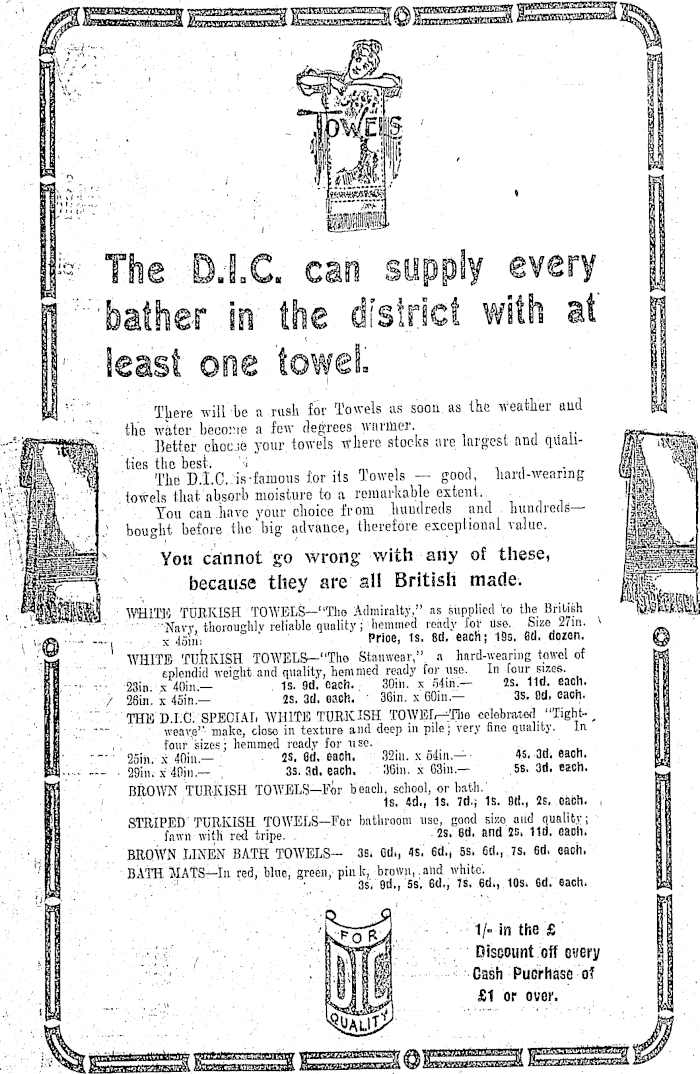 TOWELS
The D.I.C. can supply every
bather in the district with at
least one towel.
There will be a rush for Towels as soon as the weather and
the water become a few degrees warmer.
Better choose your towels where stocks are largest and quali-
ties the best.
The D.I.C. is famous for its Towels — good, hard-wearing
towels that absorb moisture to a remarkable extent.
You can have your choice from hundreds and hundreds—
bought before the big advance, therefore exceptional value.
You cannot go wrong with any of these,
because they are all British made.
WHITE TURKISH TOWELS—"The Admiralty," as supplied to the British
Navy, thoroughly reliable quality; hemmed ready for use. Size 27in.
x 45in. Price, 1s. 8d. each; 19s. 6d. dozen.
WHITE TURKISH TOWELS—"The Stanwear," a hard-wearing towel of
splendid weight and quality, hemmed ready for use. In four sizes.
23in. x 40in.— 1s. 9d. each. 30in. x 54in.— 2s. 11d. each.
26in. x 45in.— 2s. 3d. each. 36in. x 60in.— 3s. 9d. each.
THE D.I.C. SPECIAL WHITE TURKISH TOWEL—The celebrated "Tight-
weave" make, close in texture and deep in pile; very fine quality. In
four sizes; hemmed ready for use.
25in. x 40in.— 2s. 6d. each. 32in. x 54in.— 4s. 3d. each.
29in. x 49in.— 3s. 3d. each. 36in. x 63in.— 5s. 3d. each.
BROWN TURKISH TOWELS—For beach, school, or bath.
1s. 4d., 1s. 7d.; 1s. 9d., 2s. each.
STRIPED TURKISH TOWELS—For bathroom use, good size and quality;
fawn with red tripe. 2s. 6d. and 2s. 11d. each.
BROWN LINEN BATH TOWELS— 3s. 6d., 4s. 6d., 5s. 6d., 7s. 6d. each.
BATH MATS—In red, blue, green, pink, brown, and white.
3s. 9d., 5s. 6d., 7s. 6d., 10s. 6d. each.
FOR
DIC
QUALITY
1/- in the £
Discount off every
Cash Puerhase of
£1 or over.